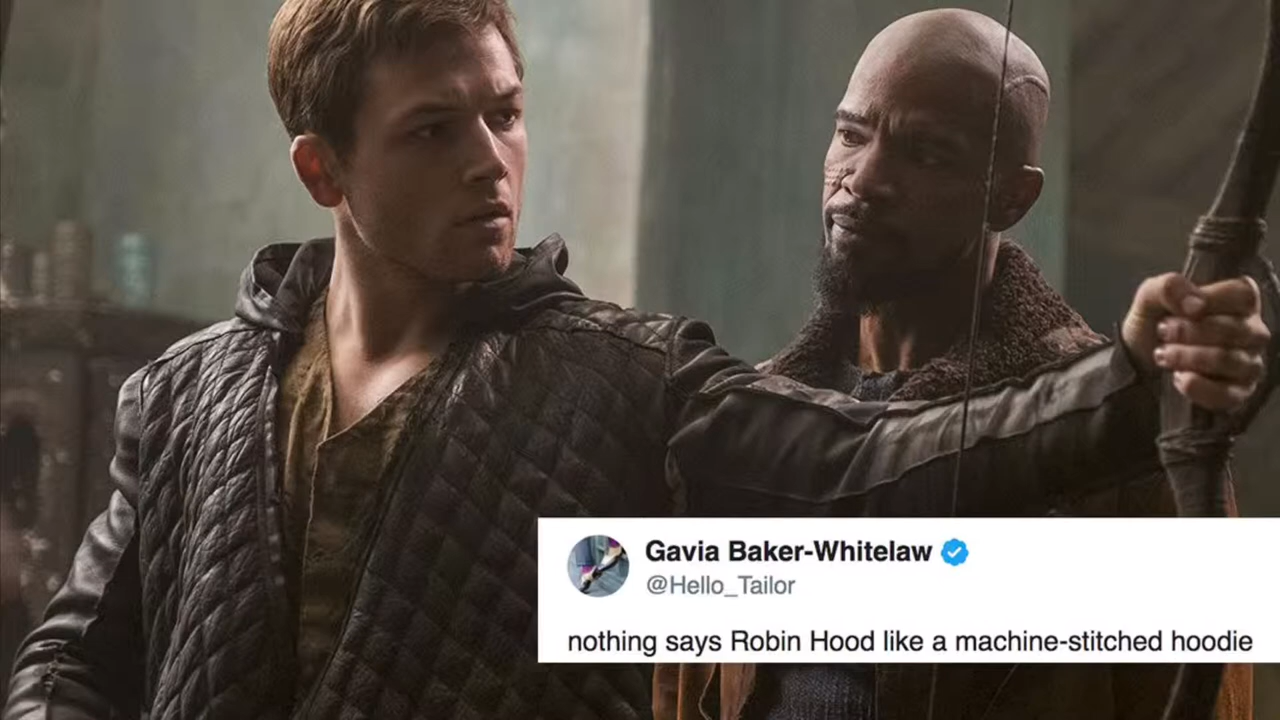 Gavia Baker-Whitelaw
@Hello_Tailor
nothing says Robin Hood like a machine-stitched hoodie